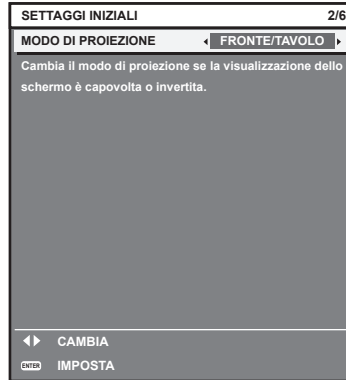 SETTAGGI INIZIALI 2/6
MODO DI PROIEZIONE FRONTE/TAVOLO
Cambia il modo di proiezione se la visualizzazione dello
schermo è capovolta o invertita.
CAMBIA
ENTER IMPOSTA